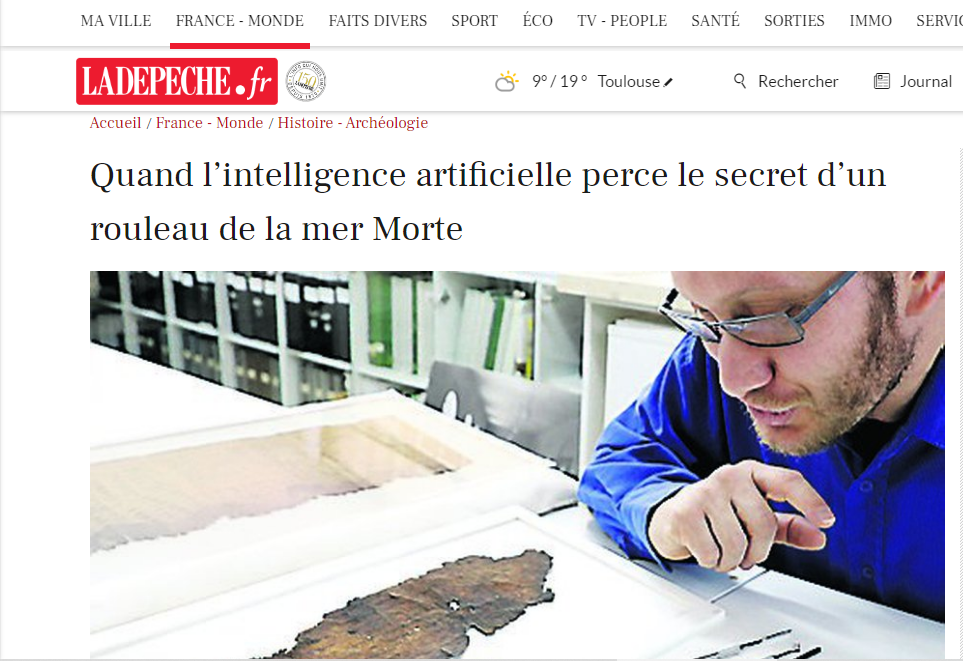 MA VILLE FRANCE - MONDE FAITS DIVERS SPORT ÉCO TV - PEOPLE SANTÉ SORTIES IMMO SERVIC
LADEPECHE.fr 150 9° / 19° Toulouse Rechercher Journal
Accueil / France - Monde / Histoire - Archéologie
Quand l’intelligence artificielle perce le secret d’un
rouleau de la mer Morte